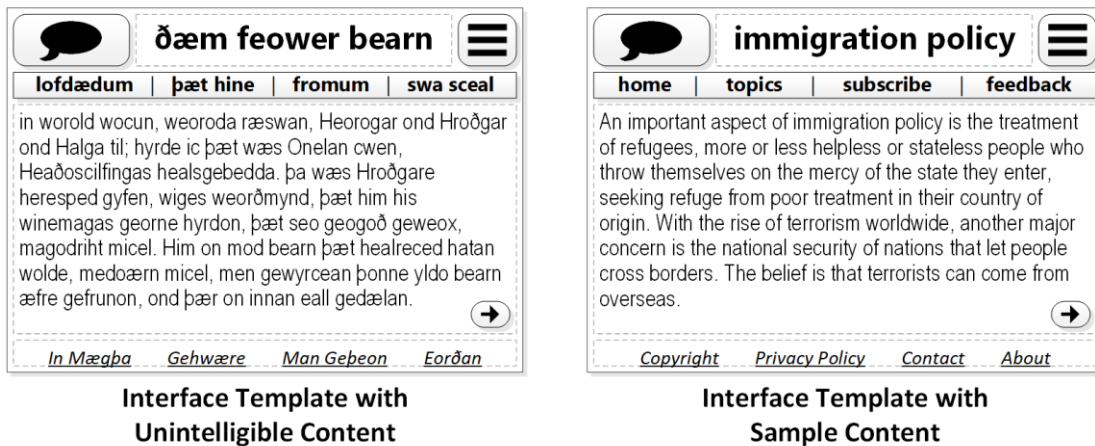 ðæm feower bearn
lofdædum | þæt hine | fromum | swa sceal
in worold wocun, weoroda ræswan, Heorogar ond Hroðgar
ond Halga til; hyrde ic þæt wæs Onelan cwen,
Heaðoscilfingas healsgebedda. þa wæs Hroðgare
heresped gyfen, wiges weorðmynd, þæt him his
winemagas georne hyrdon, þæt seo geogoð geweox,
magodriht micel. Him on mod bearn þæt healreced hatan
wolde, medoærn micel, men gewyrcean þonne yldo bearn
æfre gefrunon, ond þær on innan eall gedælan.
In Mægþa Gehwære Man Geþeon Eorðan
Interface Template with
Unintelligible Content
immigration policy
home | topics | subscribe | feedback
An important aspect of immigration policy is the treatment
of refugees, more or less helpless or stateless people who
throw themselves on the mercy of the state they enter,
seeking refuge from poor treatment in their country of
origin. With the rise of terrorism worldwide, another major
concern is the national security of nations that let people
cross borders. The belief is that terrorists can come from
overseas.
Copyright Privacy Policy Contact About
Interface Template with
Sample Content